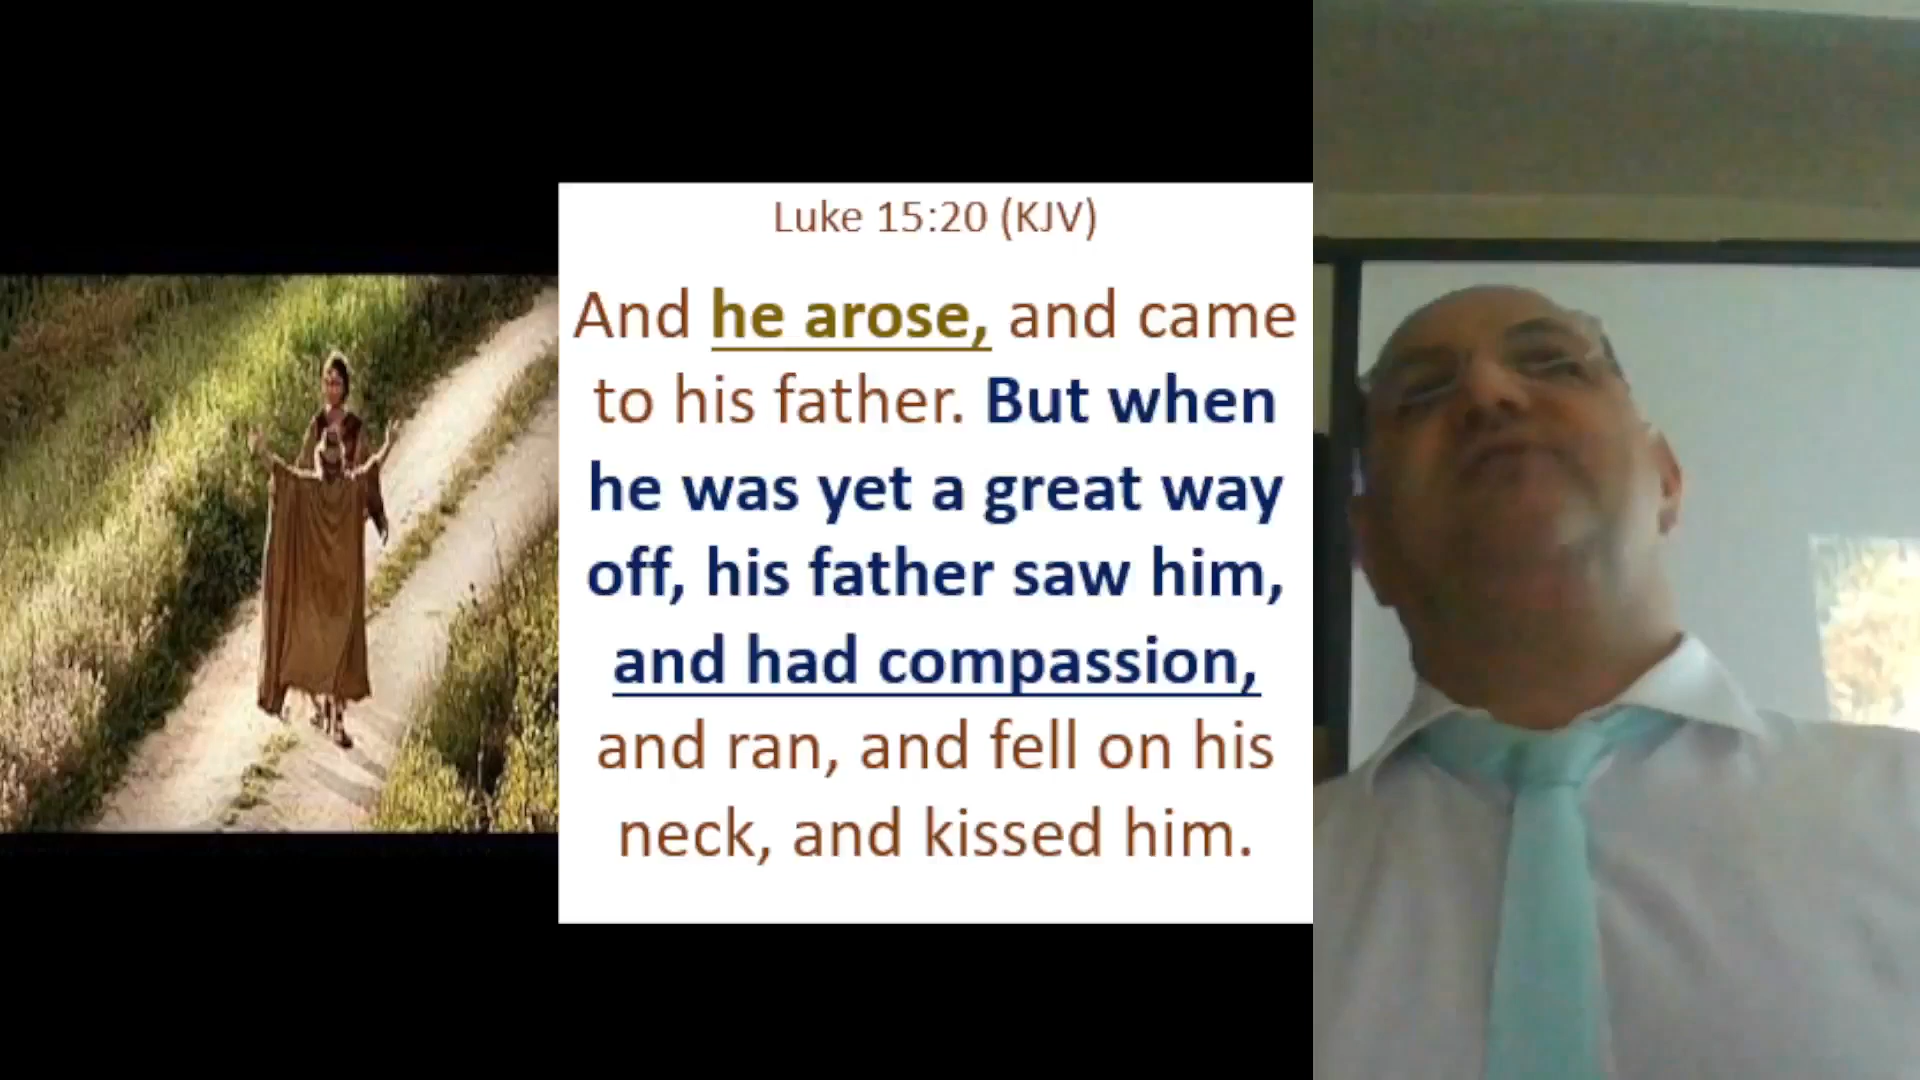 Luke 15:20 (KJV)
And he arose, and came
to his father. But when
he was yet a great way
off, his father saw him,
and had compassion,
and ran, and fell on his
neck, and kissed him.